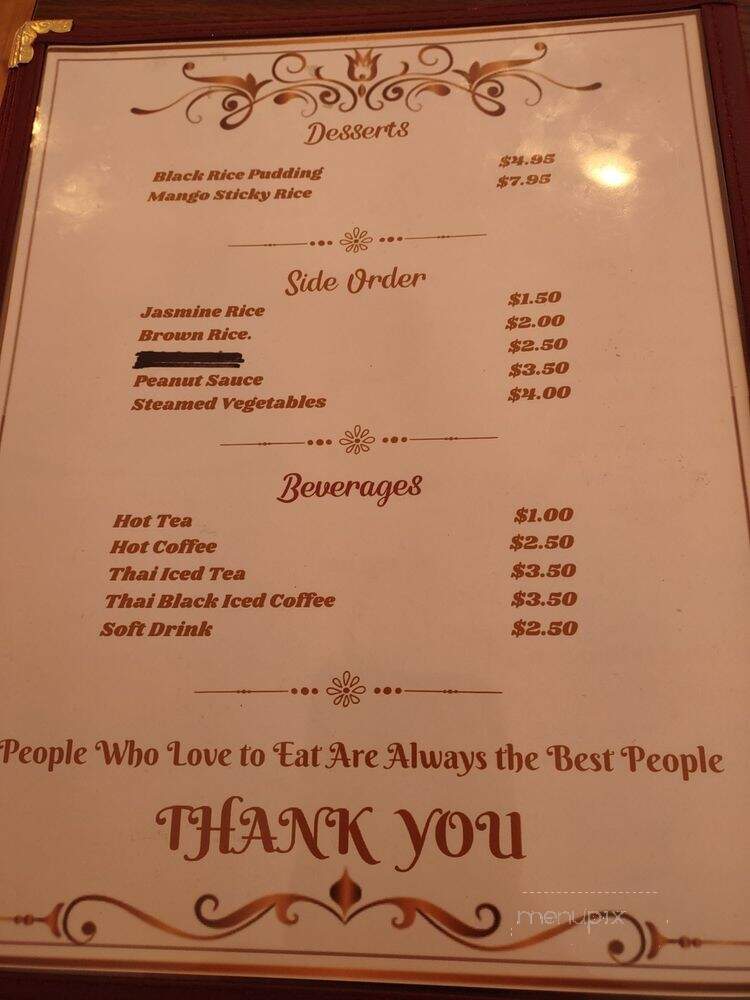 Desserts
Black Rice Pudding $4.95
Mango Sticky Rice $7.95
Side Order
Jasmine Rice $1.50
Brown Rice. $2.00
$2.50
Peanut Sauce $3.50
Steamed Vegetables $4.00
Beverages
Hot Tea $1.00
Hot Coffee $2.50
Thai Iced Tea $3.50
Thai Black Iced Coffee $3.50
Soft Drink $2.50
People Who Love to Eat Are Always the Best People
THANK YOU
menupix